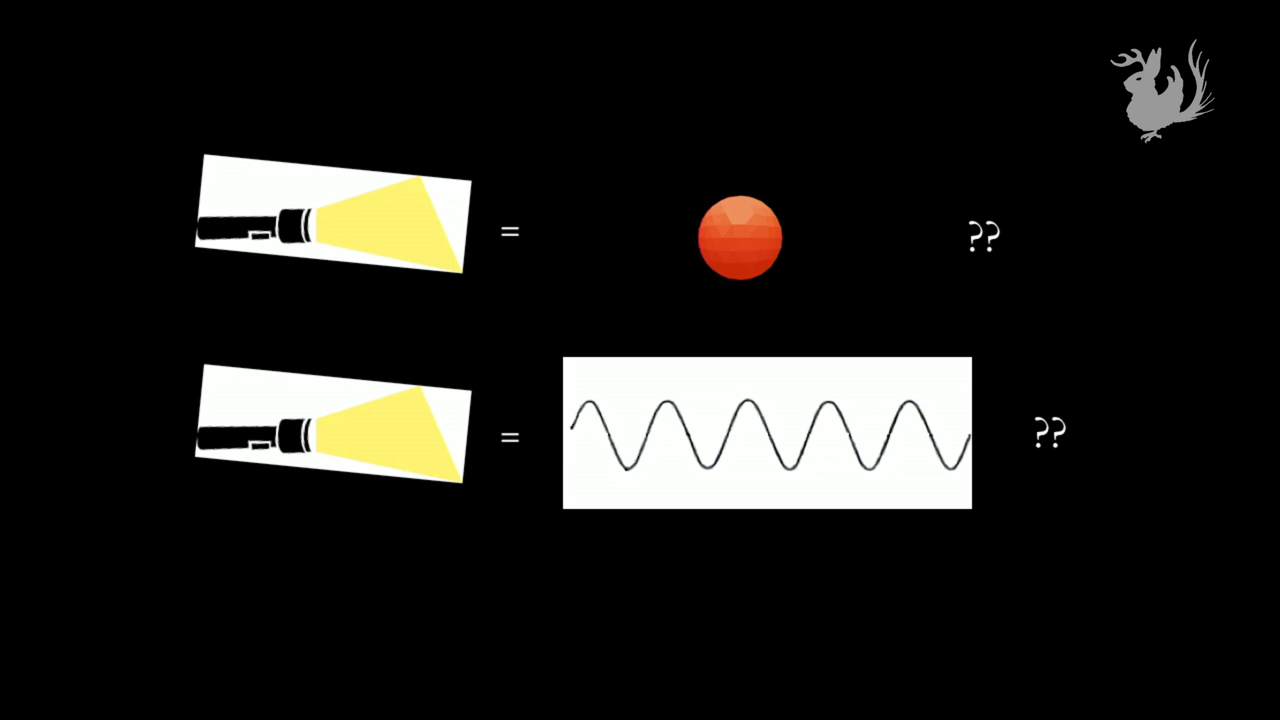 = ??
= ??